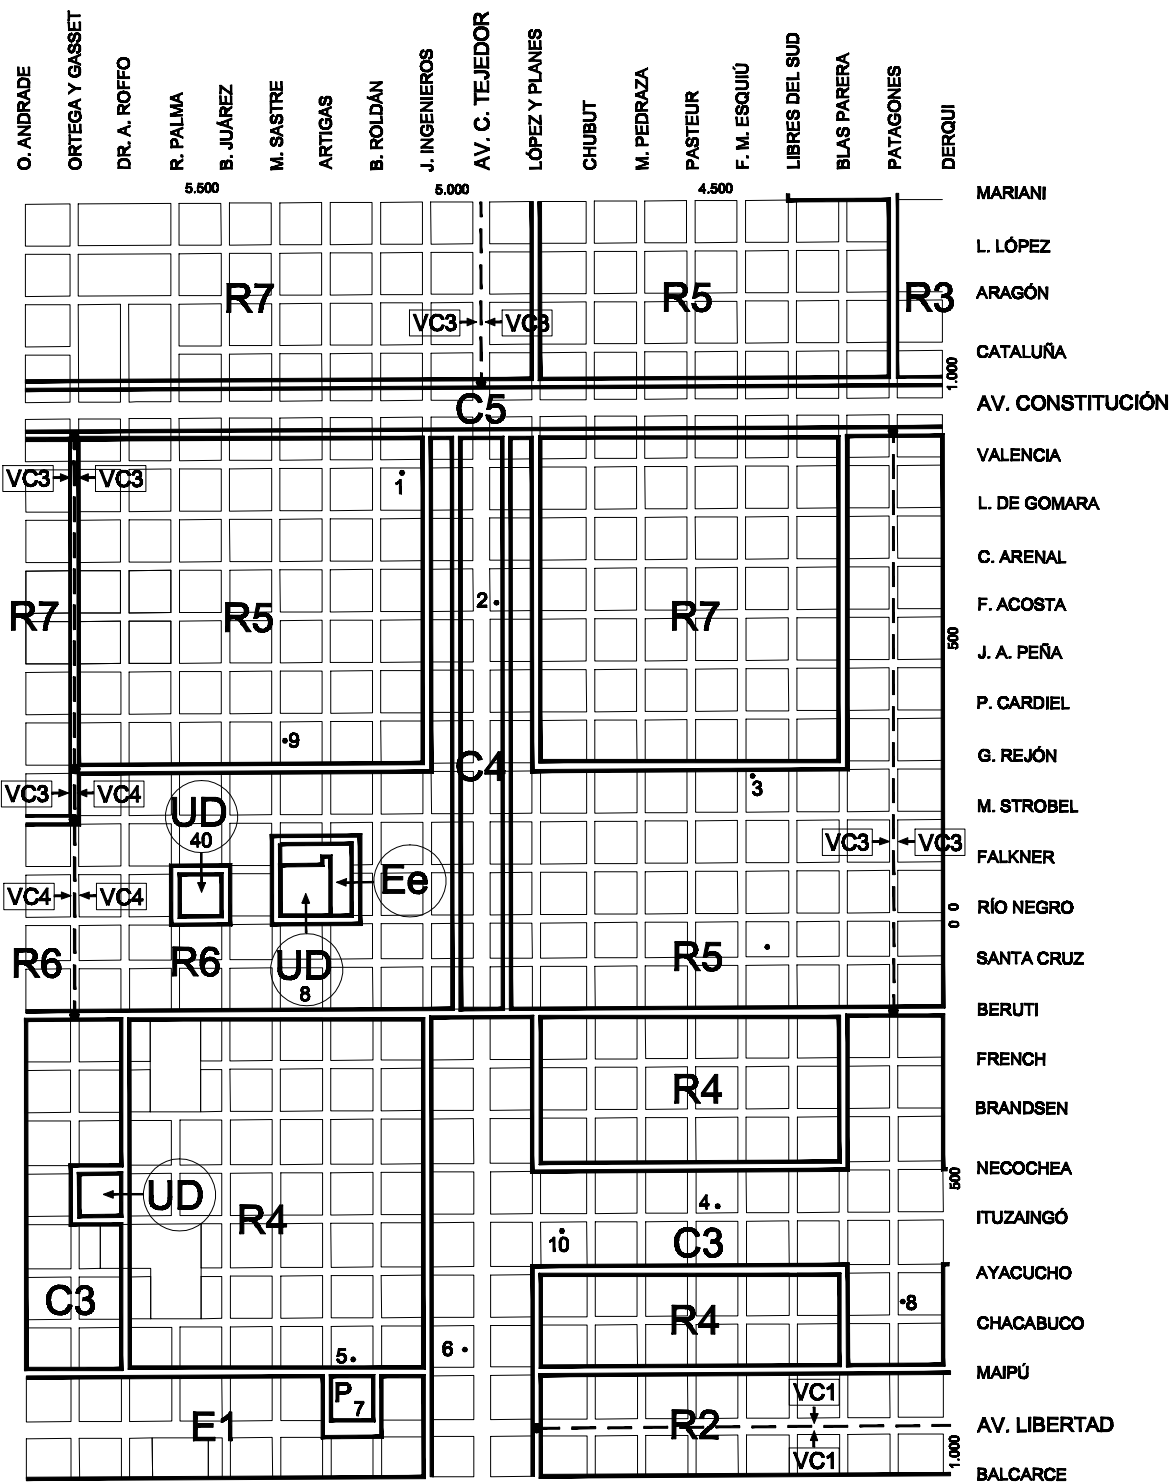 O. ANDRADE
ORTEGA Y GASSET
DR. A. ROFFO
R. PALMA
B. JUÁREZ
M. SASTRE
ARTIGAS
B. ROLDÁN
J. INGENIEROS
AV. C. TEJEDOR
LÓPEZ Y PLANES
CHUBUT
M. PEDRAZA
PASTEUR
F. M. ESQUIÚ
LIBRES DEL SUD
BLAS PARERA
PATAGONES
DERQUI
5.500
5.000
4.500
MARIANI
L. LÓPEZ
R7
R5
R3
ARAGÓN
VC3
VC3
CATALUÑA
1.000
C5
AV. CONSTITUCIÓN
VALENCIA
VC3
VC3
1
L. DE GOMARA
C. ARENAL
2
F. ACOSTA
R7
R5
R7
500
J. A. PEÑA
P. CARDIEL
9
G. REJÓN
C4
3
VC3
VC4
M. STROBEL
UD
40
VC3
VC3
FALKNER
VC4
VC4
Ee
RÍO NEGRO
0
0
R6
R6
UD
8
R5
SANTA CRUZ
BERUTI
FRENCH
R4
BRANDSEN
NECOCHEA
500
UD
4
R4
ITUZAINGÓ
10
C3
AYACUCHO
C3
8
R4
CHACABUCO
5
6
MAIPÚ
P
7
VC1
E1
R2
AV. LIBERTAD
VC1
1.000
BALCARCE